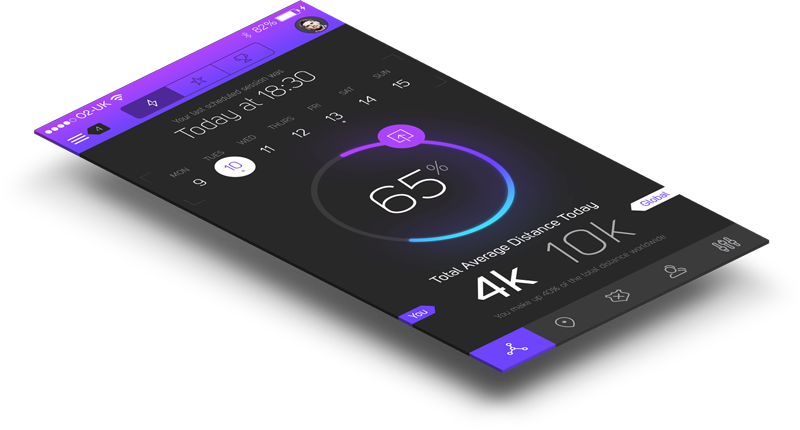 O2-UK
82%
4
Your last scheduled session was
Today at 18:30
MON TUES WED THURS FRI SAT SUN
9 10 11 12 13 14 15
65%
Global
Total Average Distance Today
4k 10k
You make up 40% of the total distance worldwide
You